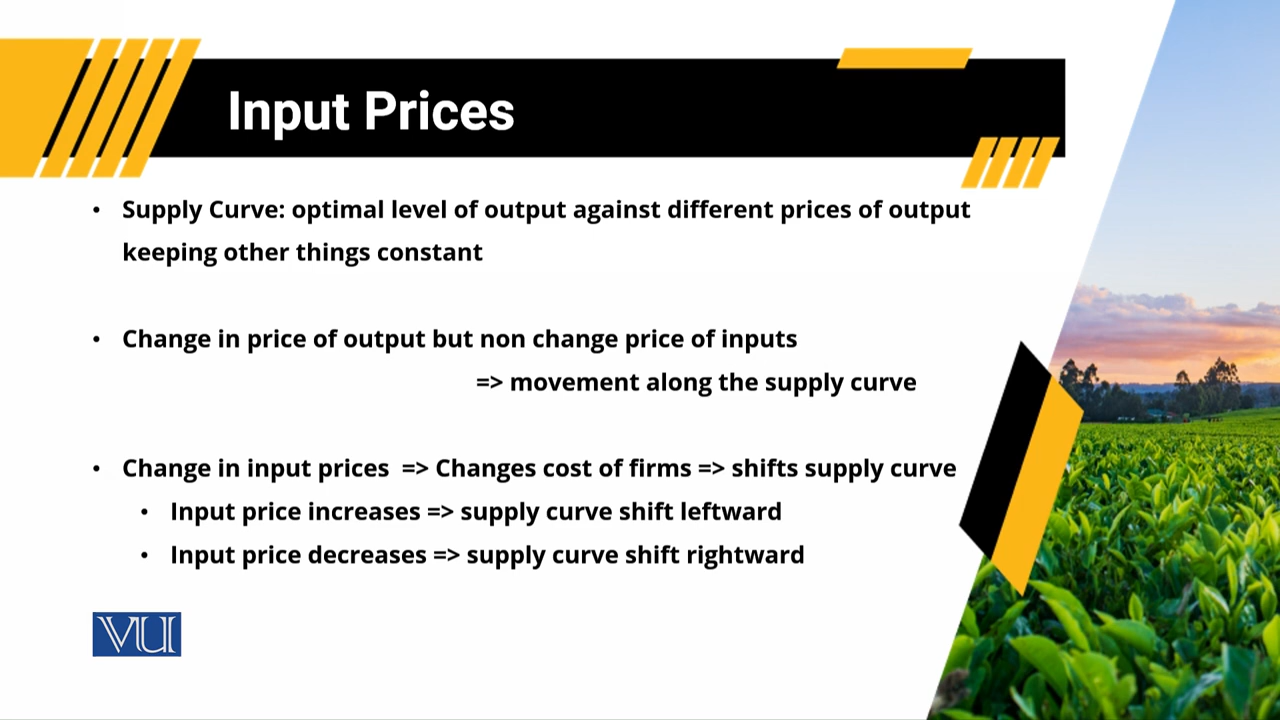 Input Prices
• Supply Curve: optimal level of output against different prices of output
keeping other things constant
• Change in price of output but non change price of inputs
=> movement along the supply curve
• Change in input prices => Changes cost of firms => shifts supply curve
• Input price increases => supply curve shift leftward
• Input price decreases => supply curve shift rightward
VU